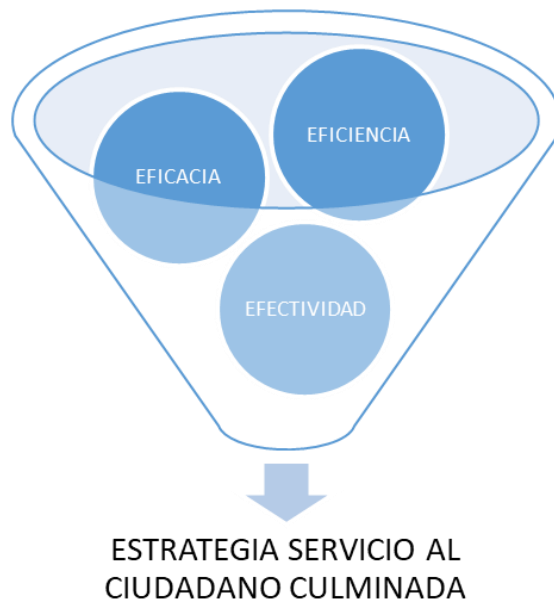 EFICIENCIA
EFICACIA
EFECTIVIDAD
ESTRATEGIA SERVICIO AL
CIUDADANO CULMINADA